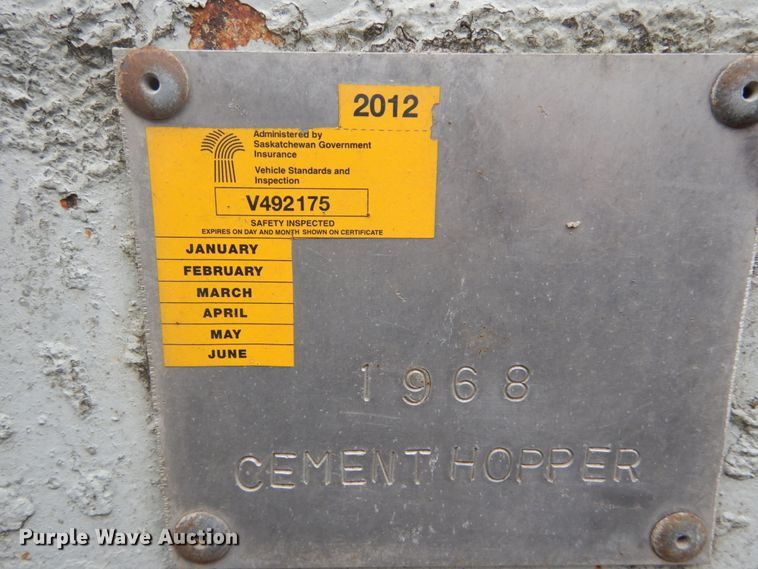 2012
Administered by
Saskatchewan Government
Insurance
Vehicle Standards and
Inspection
V492175
SAFETY INSPECTED
EXPIRES ON DAY AND MONTH SHOWN ON CERTIFICATE
JANUARY
FEBRUARY
MARCH
APRIL
MAY
JUNE
1968
CEMENT HOPPER
Purple Wave Auction